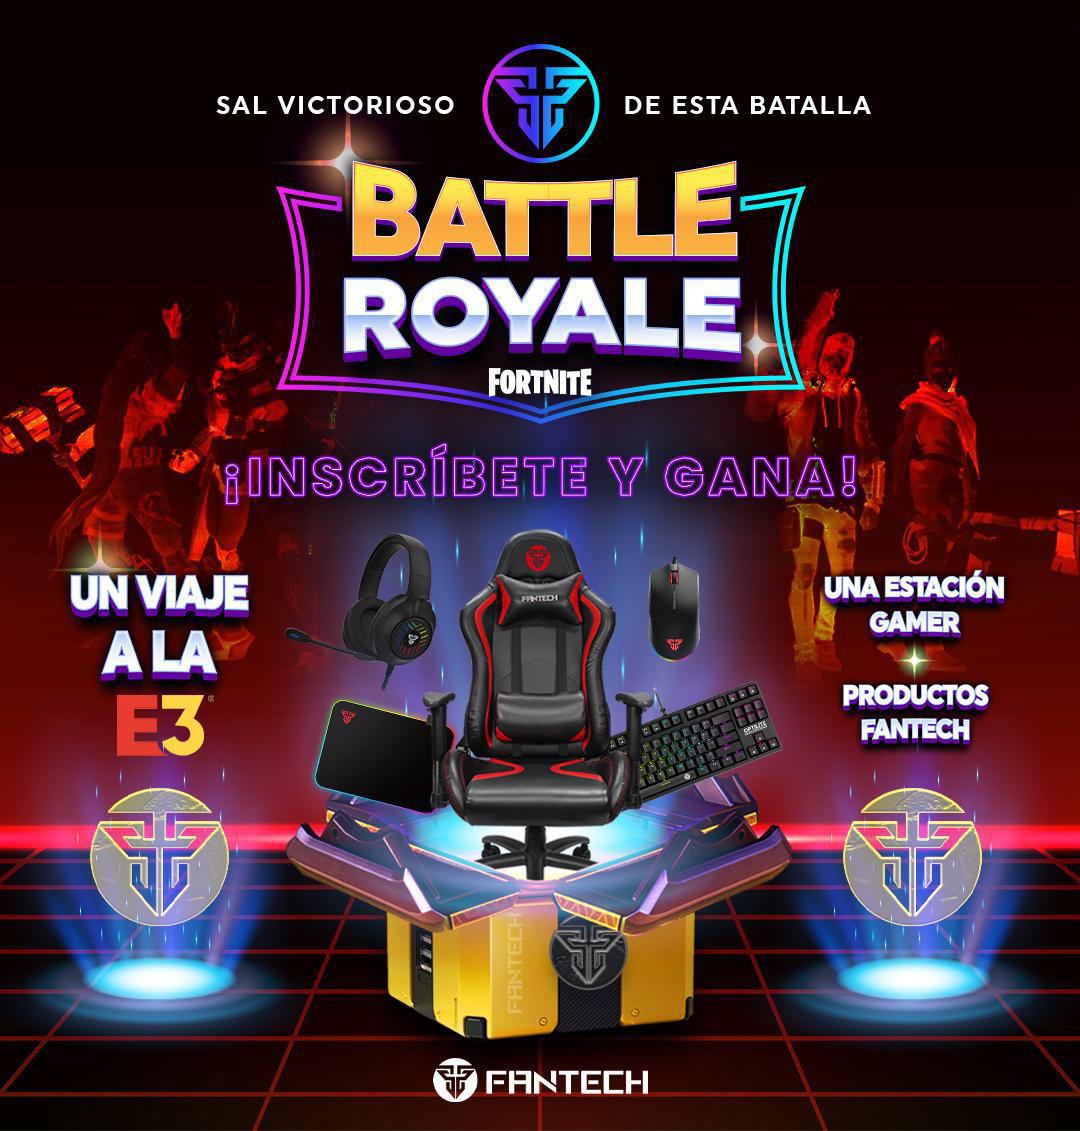 SAL VICTORIOSO DE ESTA BATALLA
BATTLE
ROYALE
FORTNITE
¡INSCRÍBETE Y GANA!
UN VIAJE
A LA
E3
UNA ESTACIÓN
GAMER
PRODUCTOS
FANTECH
FANTECH
OPTILITE
FANTECH
FANTECH